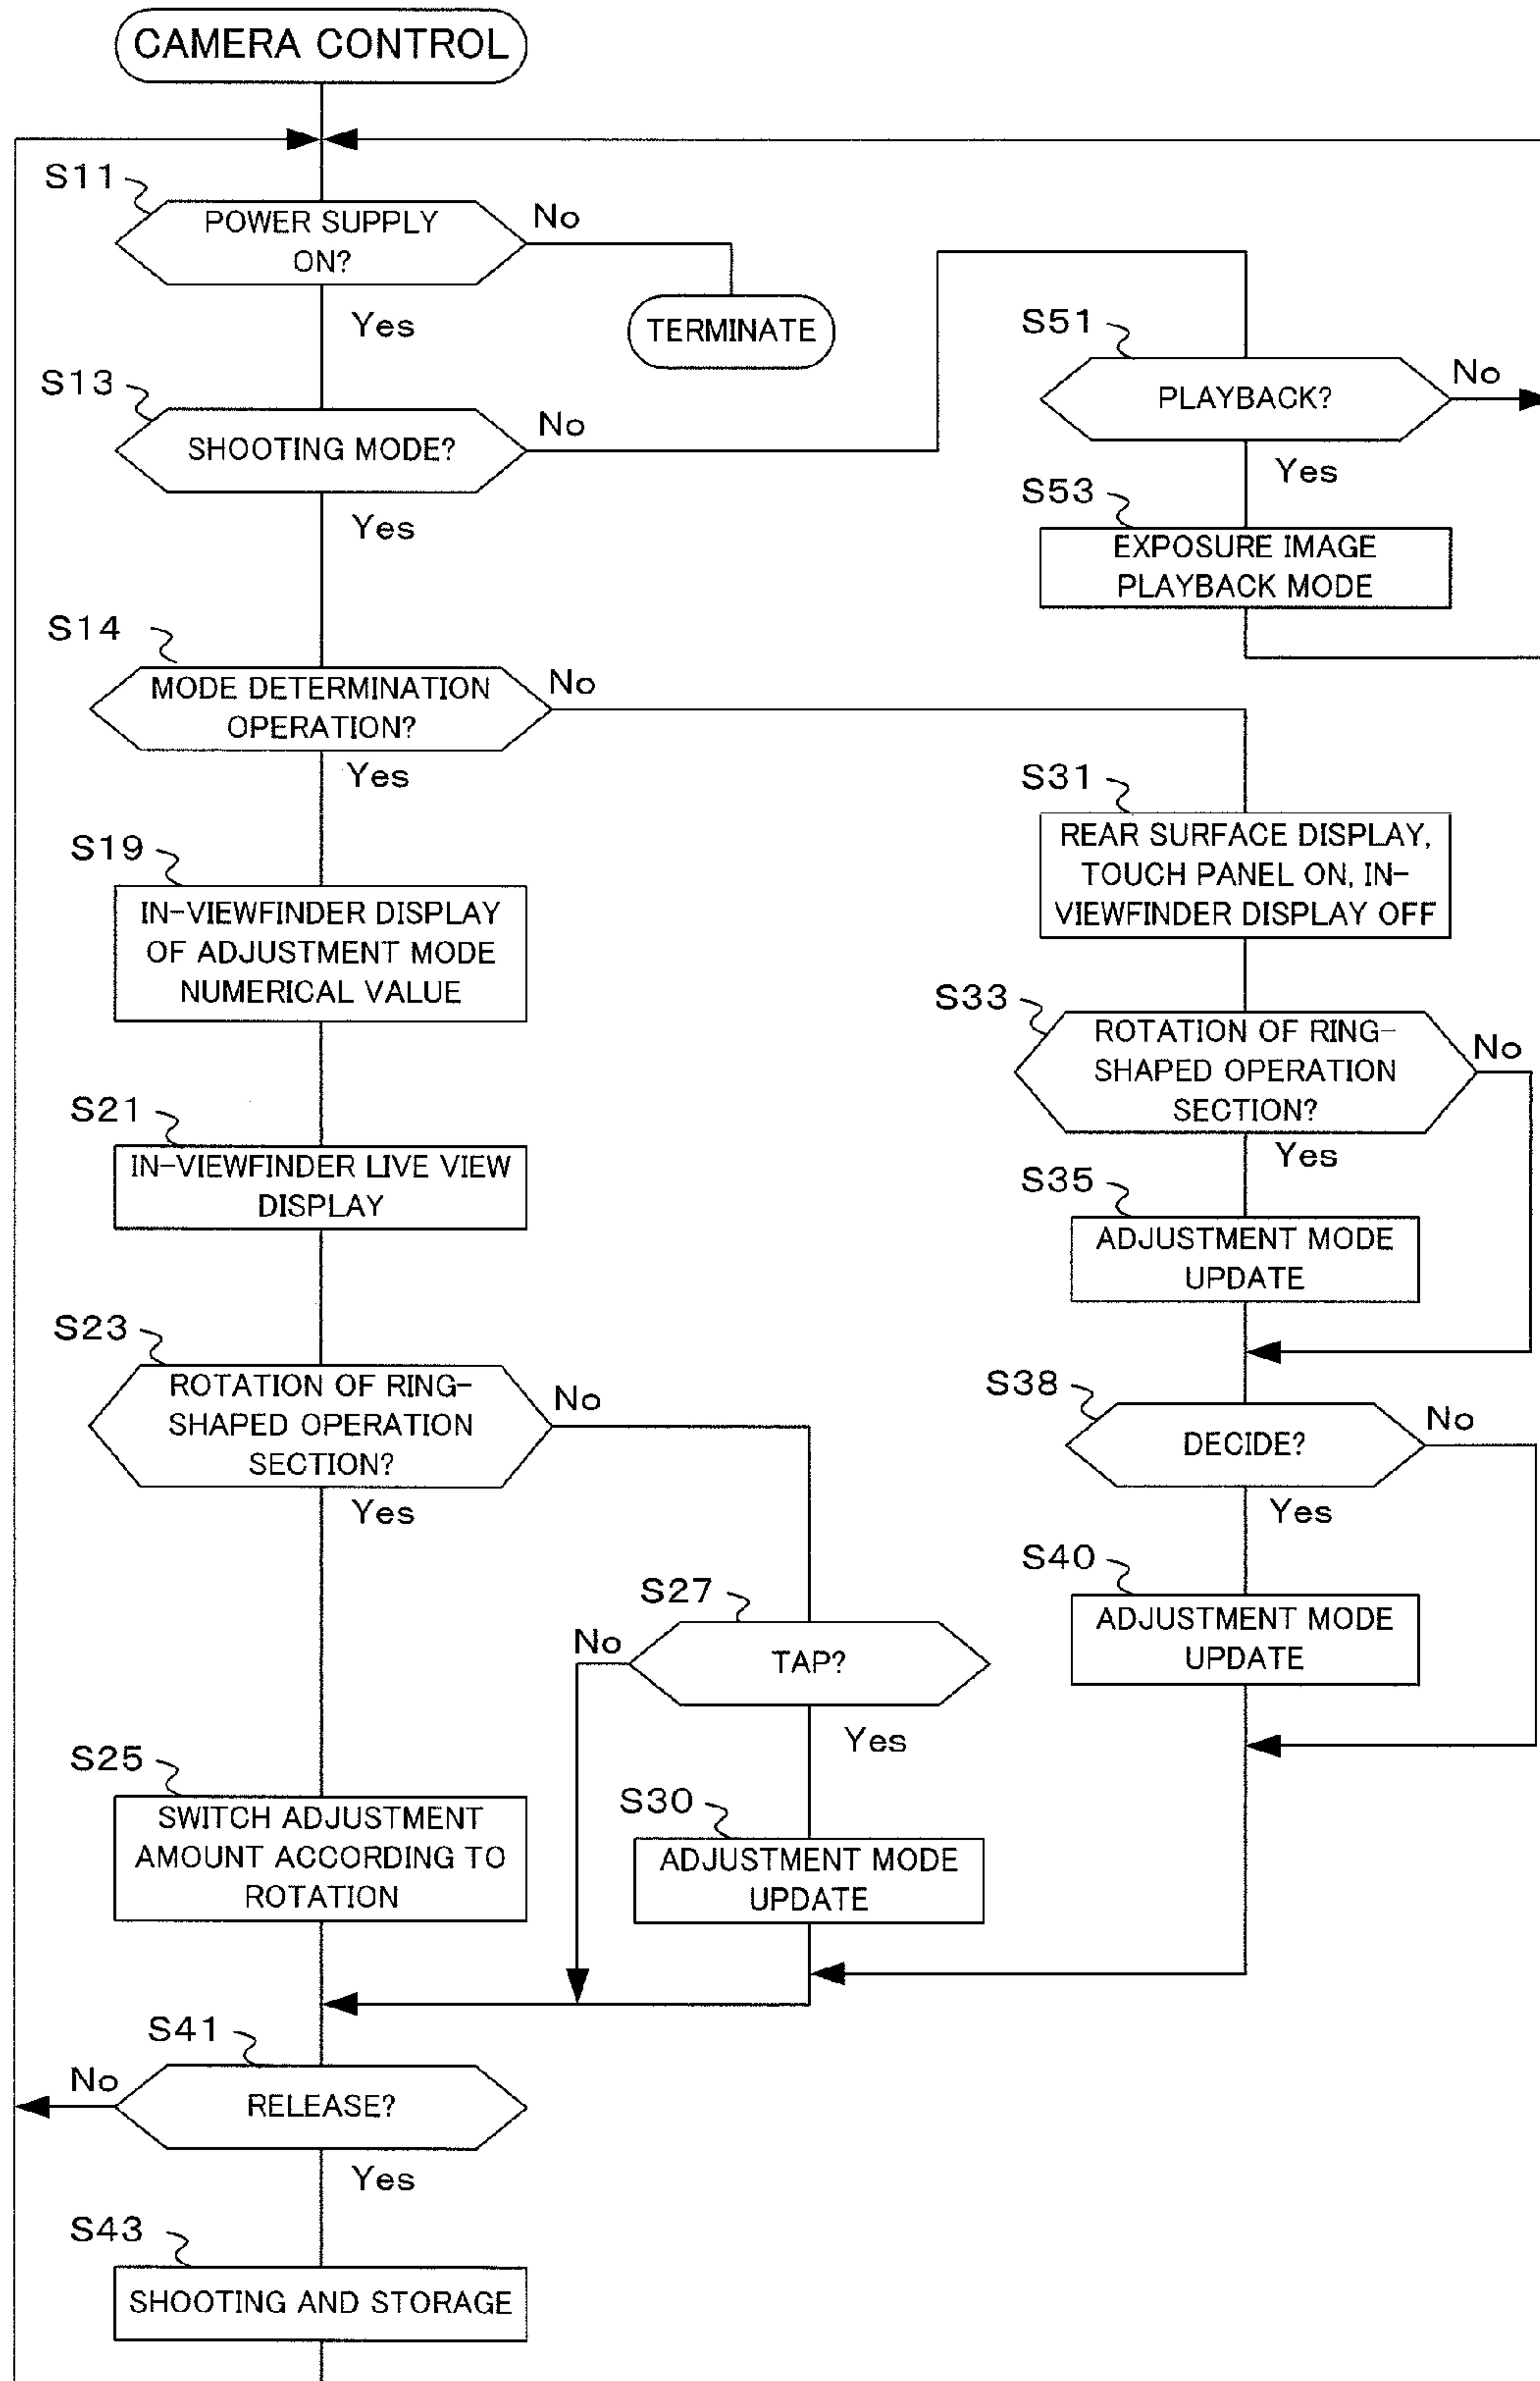 CAMERA CONTROL
S11
POWER SUPPLY
ON?
No
Yes
TERMINATE
S13
SHOOTING MODE?
No
Yes
S51
PLAYBACK?
No
Yes
S53
EXPOSURE IMAGE
PLAYBACK MODE
S14
MODE DETERMINATION
OPERATION?
No
Yes
S19
IN-VIEWFINDER DISPLAY
OF ADJUSTMENT MODE
NUMERICAL VALUE
S21
IN-VIEWFINDER LIVE VIEW
DISPLAY
S23
ROTATION OF RING-
SHAPED OPERATION
SECTION?
No
Yes
S27
TAP?
No
Yes
S25
SWITCH ADJUSTMENT
AMOUNT ACCORDING TO
ROTATION
S30
ADJUSTMENT MODE
UPDATE
S31
REAR SURFACE DISPLAY,
TOUCH PANEL ON, IN-
VIEWFINDER DISPLAY OFF
S33
ROTATION OF RING-
SHAPED OPERATION
SECTION?
No
Yes
S35
ADJUSTMENT MODE
UPDATE
S38
DECIDE?
No
Yes
S40
ADJUSTMENT MODE
UPDATE
S41
RELEASE?
No
Yes
S43
SHOOTING AND STORAGE